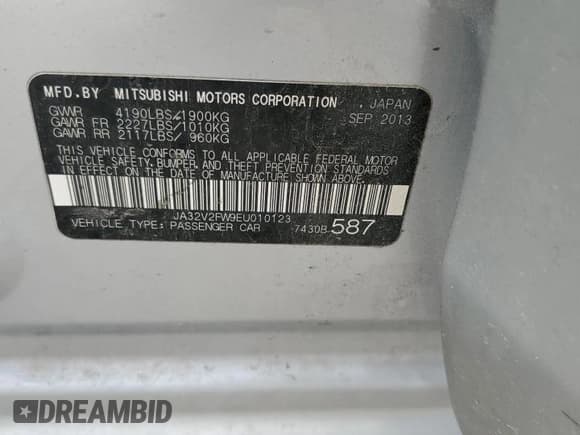 MFD.BY MITSUBISHI MOTORS CORPORATION . JAPAN
GVWR 4190LBS/1900KG SEP 2013
GAWR FR 2227LBS/1010KG
GAWR RR 2117LBS/ 960KG
THIS VEHICLE CONFORMS TO ALL APPLICABLE FEDERAL MOTOR
VEHICLE SAFETY,BUMPER,AND THEFT PREVENTION STANDARDS
IN EFFECT ON THE DATE OF MANUFACTURE SHOWN ABOVE.
JA32V2FW9EU010123
VEHICLE TYPE: PASSENGER CAR 7430B-587
DREAMBID